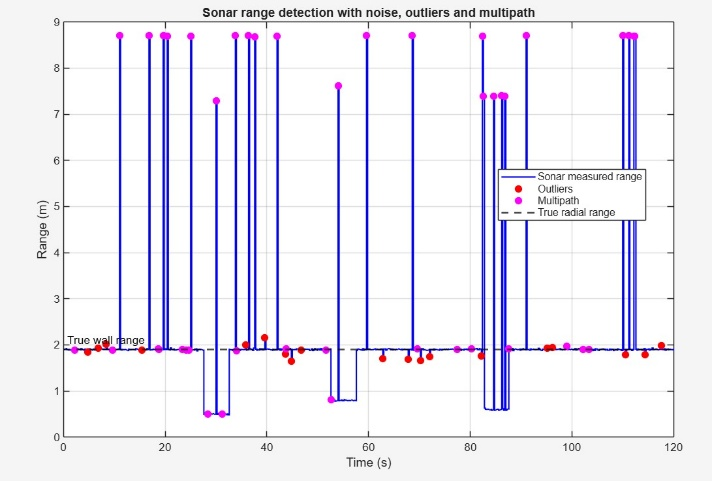 Sonar range detection with noise, outliers and multipath
9
8
7
6
5
4
3
2
1
0
Range (m)
True wall range
Sonar measured range
Outliers
Multipath
True radial range
0 20 40 60 80 100 120
Time (s)